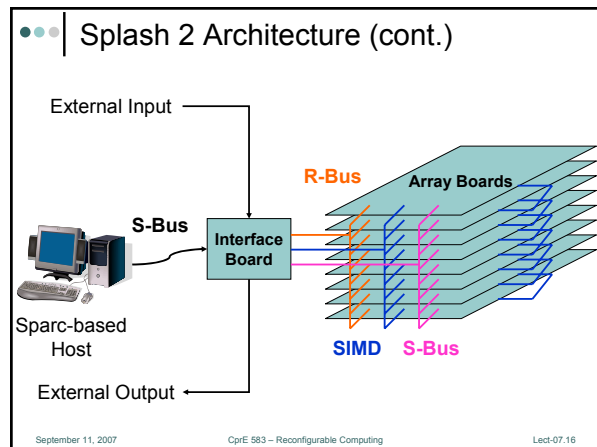 Splash 2 Architecture (cont.)
External Input
R-Bus
Array Boards
S-Bus
Interface
Board
Sparc-based
Host
SIMD
S-Bus
External Output
September 11, 2007
CprE 583 – Reconfigurable Computing
Lect-07.16